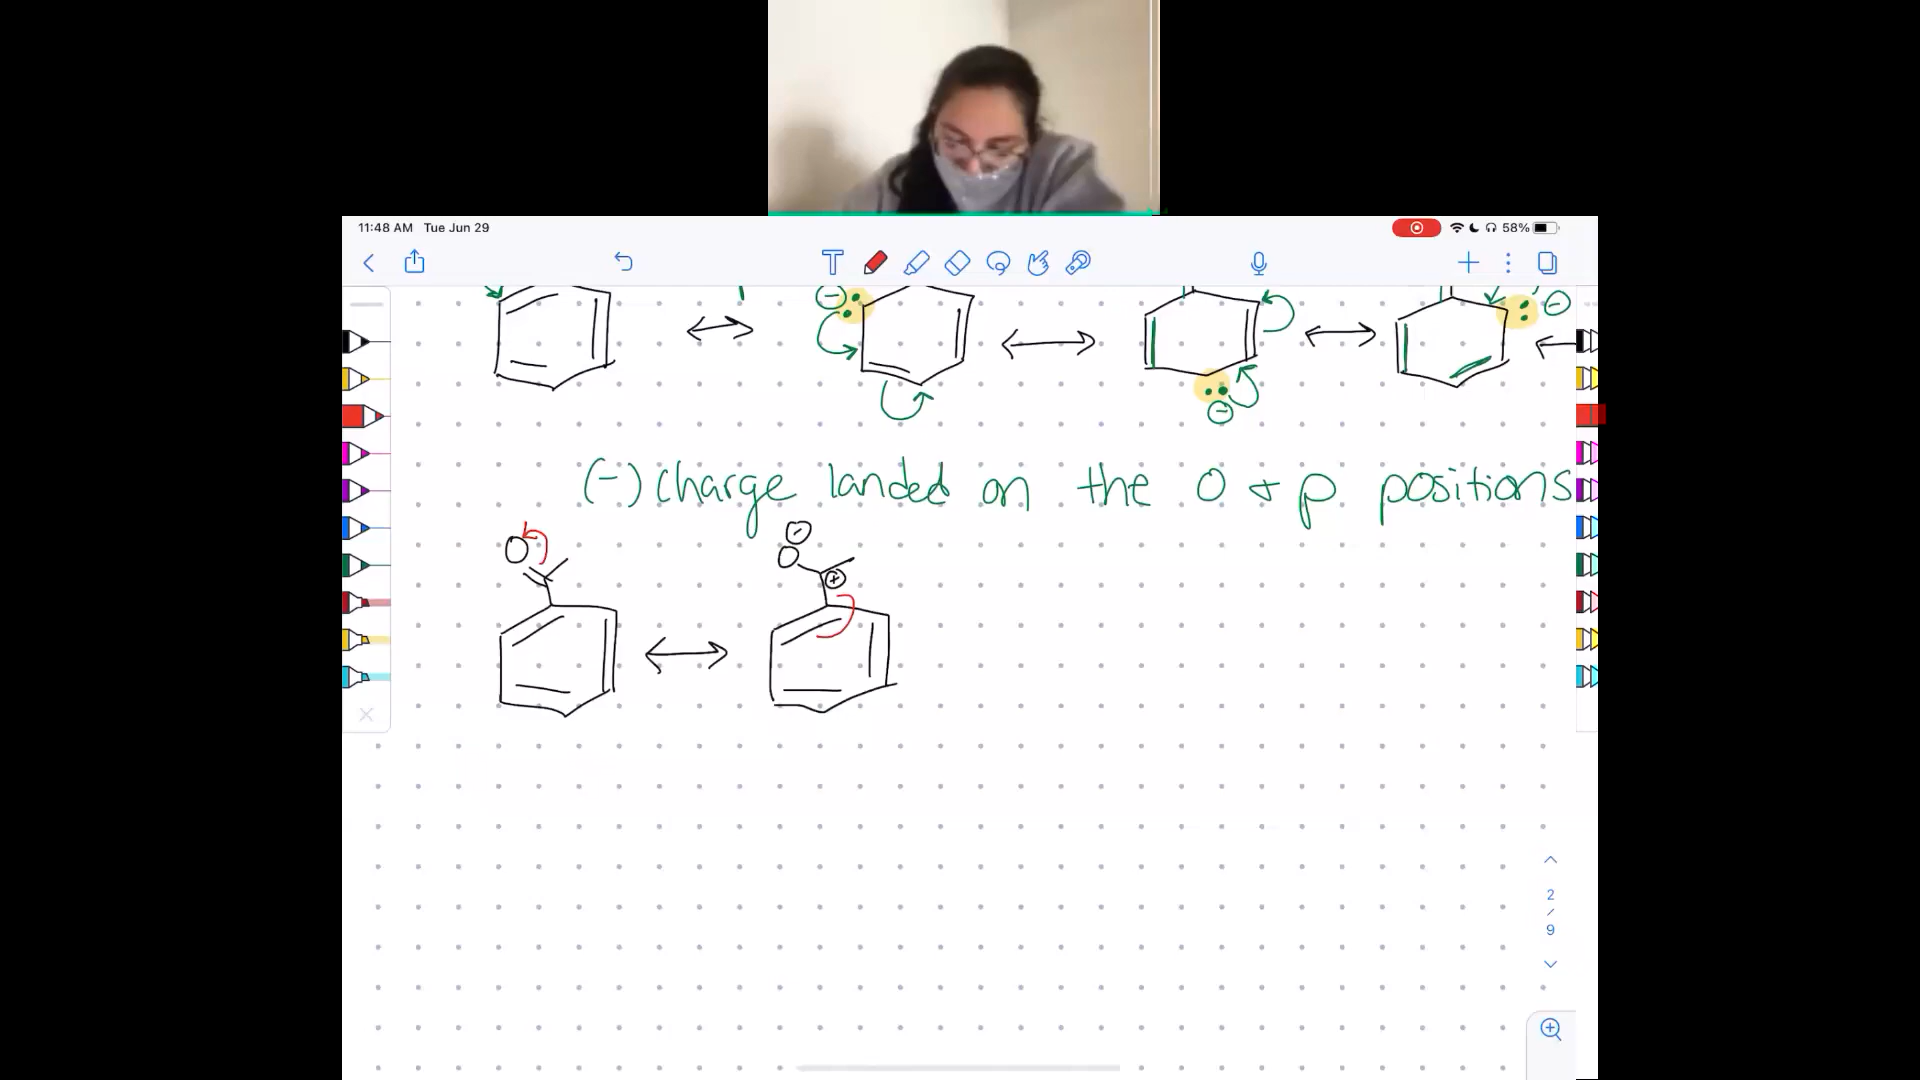 11:48 AM Tue Jun 29
58%
T
(-) charge landed on the o & p positions
O
O
2
/
9